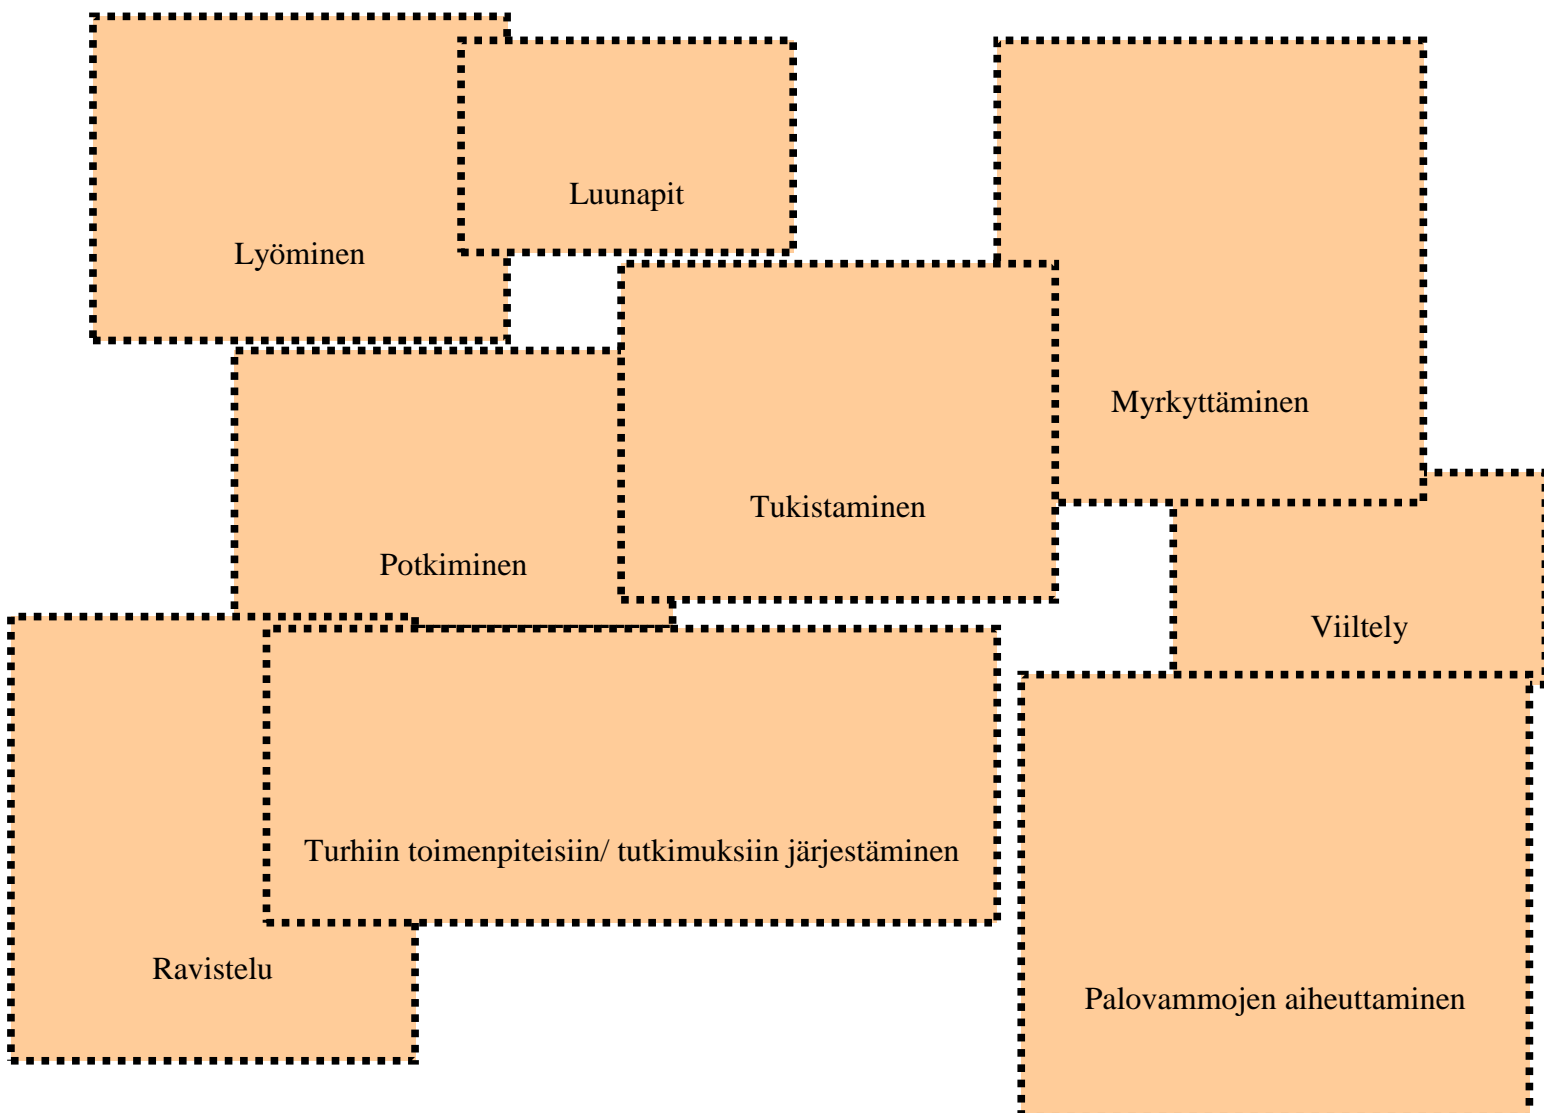 Luunapit
Lyöminen
Myrkyttäminen
Tukistaminen
Potkiminen
Viiltely
Turhiin toimenpiteisiin/ tutkimuksiin järjestäminen
Ravistelu
Palovammojen aiheuttaminen